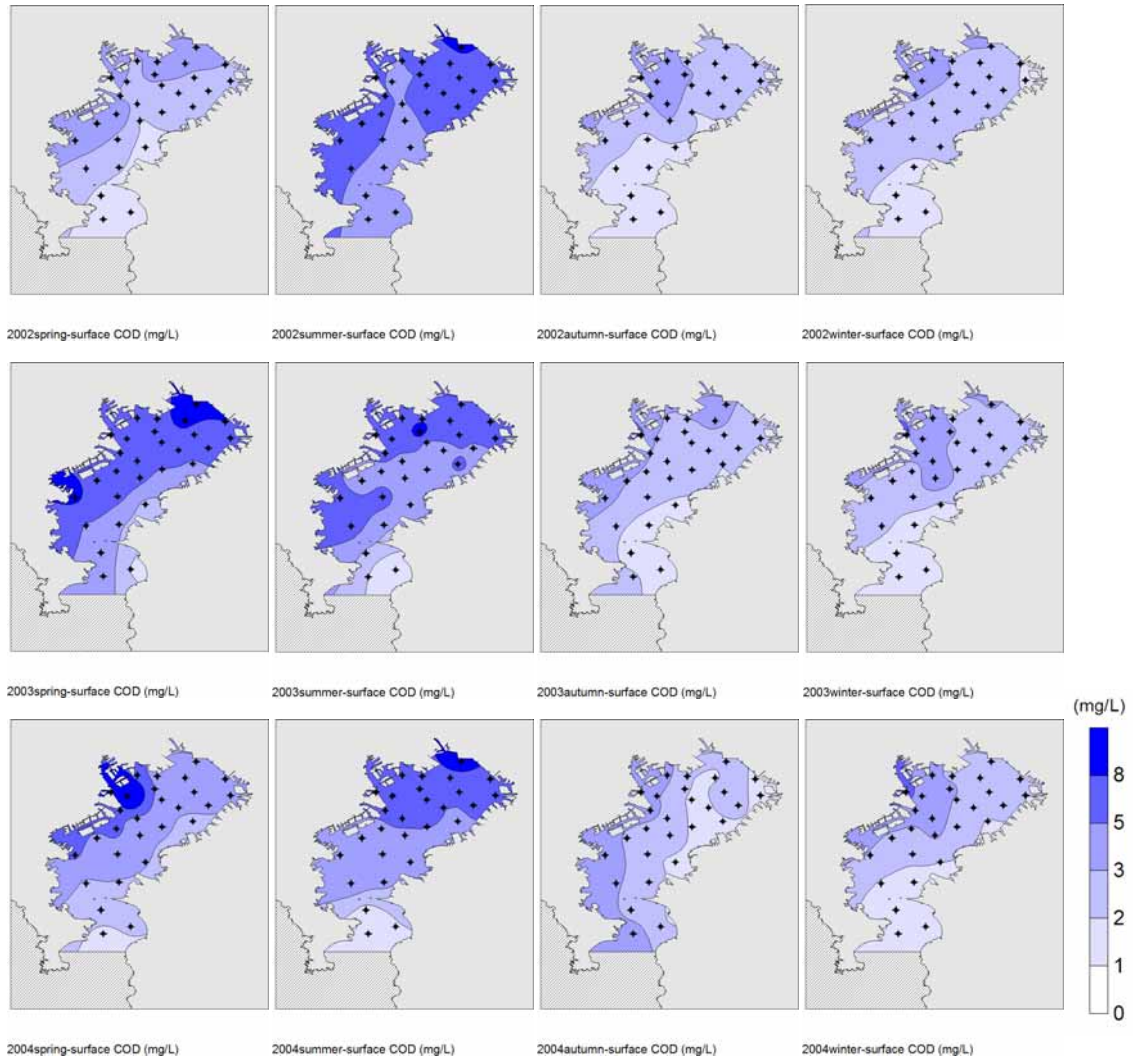 2002spring-surface COD (mg/L)
2002summer-surface COD (mg/L)
2002autumn-surface COD (mg/L)
2002winter-surface COD (mg/L)
2003spring-surface COD (mg/L)
2003summer-surface COD (mg/L)
2003autumn-surface COD (mg/L)
2003winter-surface COD (mg/L)
(mg/L)
8
5
3
2
1
0
2004spring-surface COD (mg/L)
2004summer-surface COD (mg/L)
2004autumn-surface COD (mg/L)
2004winter-surface COD (mg/L)